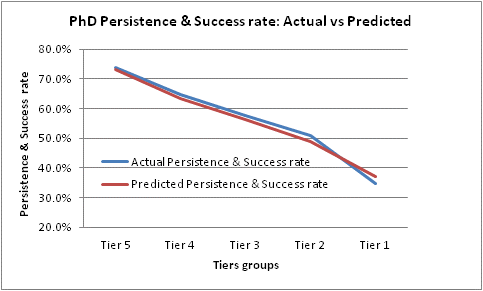 PhD Persistence & Success rate: Actual vs Predicted
80.0%
70.0%
60.0%
50.0%
40.0%
30.0%
20.0%
Persistence & Success rate
Actual Persistence & Success rate
Predicted Persistence & Success rate
Tier 5 Tier 4 Tier 3 Tier 2 Tier 1
Tiers groups